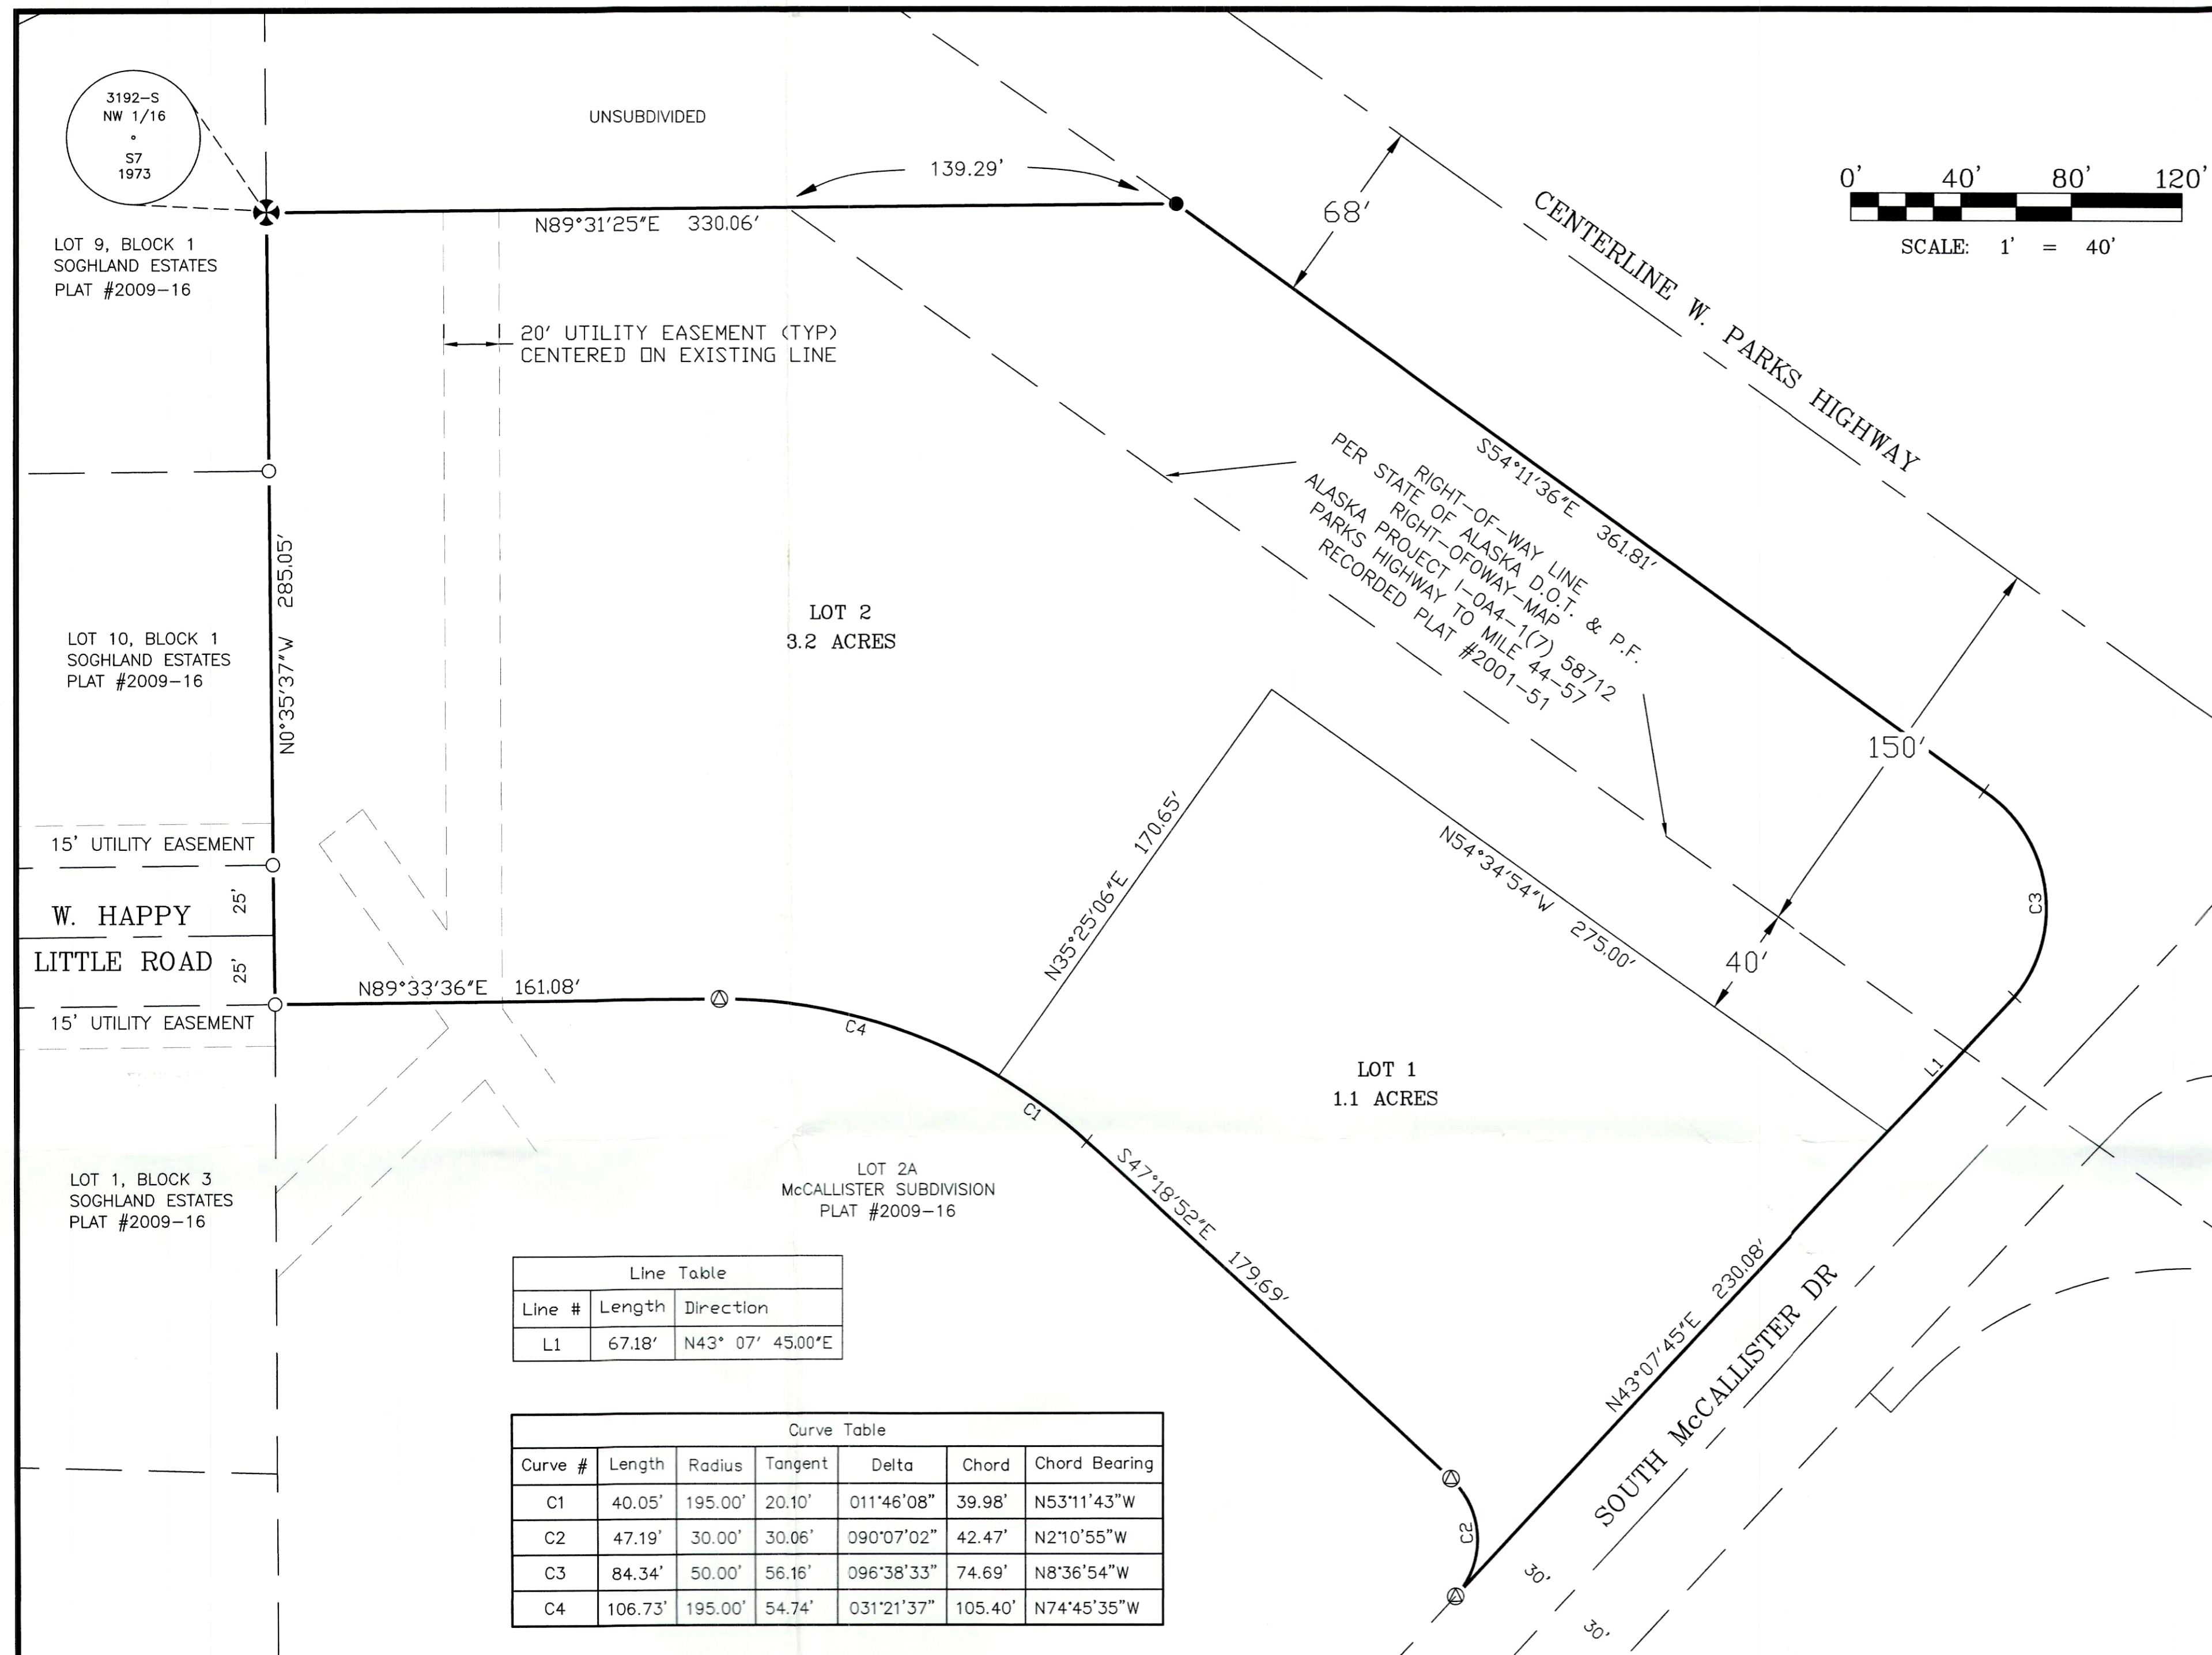 3192-S
NW 1/16
S7
1973
UNSUBDIVIDED
139.29'
N89°31'25"E 330.06'
68'
CENTERLINE W. PARKS HIGHWAY
0' 40' 80' 120'
SCALE: 1' = 40'
LOT 9, BLOCK 1
SOGHLAND ESTATES
PLAT #2009-16
20' UTILITY EASEMENT (TYP)
CENTERED ON EXISTING LINE
S54°11'36"E 361.81'
RIGHT-OF-WAY LINE
PER STATE OF ALASKA D.O.T. & P.F.
RIGHT-OFOWAY-MAP
ALASKA PROJECT I-OA4-1(7) 58712
PARKS HIGHWAY TO MILE 44-57
RECORDED PLAT #2001-51
N0°35'37"W 285.05'
LOT 2
3.2 ACRES
LOT 10, BLOCK 1
SOGHLAND ESTATES
PLAT #2009-16
150'
N35°25'06"E 170.65'
N54°34'54"W 275.00'
40'
C3
15' UTILITY EASEMENT
25'
W. HAPPY
LITTLE ROAD
25'
15' UTILITY EASEMENT
N89°33'36"E 161.08'
C4
C1
L1
LOT 1
1.1 ACRES
S47°18'52"E 179.69'
LOT 2A
McCALLISTER SUBDIVISION
PLAT #2009-16
LOT 1, BLOCK 3
SOGHLAND ESTATES
PLAT #2009-16
N43°07'45"E 230.08'
SOUTH McCALLISTER DR
C2
30'
30'
Line Table
Line # Length Direction
L1 67.18' N43° 07' 45.00"E
Curve Table
Curve # Length Radius Tangent Delta Chord Chord Bearing
C1 40.05' 195.00' 20.10' 011°46'08" 39.98' N53°11'43"W
C2 47.19' 30.00' 30.06' 090°07'02" 42.47' N2°10'55"W
C3 84.34' 50.00' 56.16' 096°38'33" 74.69' N8°36'54"W
C4 106.73' 195.00' 54.74' 031°21'37" 105.40' N74°45'35"W